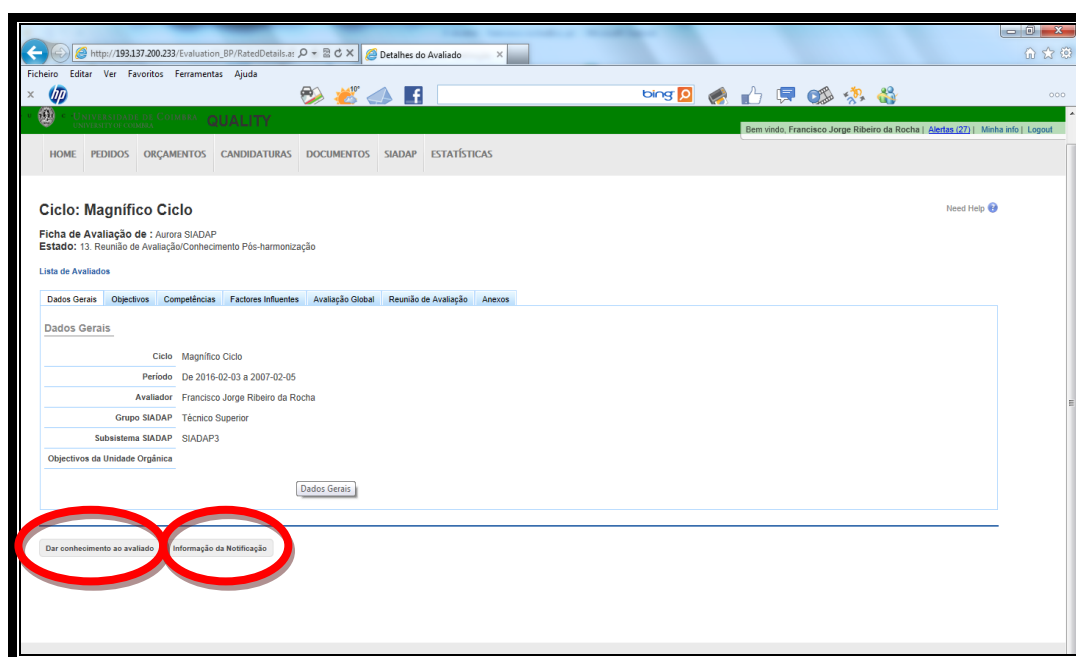 http://193.137.200.233/Evaluation_BP/RatedDetails.as
Detalhes do Avaliado
Ficheiro Editar Ver Favoritos Ferramentas Ajuda
hp
10°
bing
QUALITY
Bem vindo, Francisco Jorge Ribeiro da Rocha | Alertas (27) | Minha info | Logout
HOME PEDIDOS ORÇAMENTOS CANDIDATURAS DOCUMENTOS SIADAP ESTATÍSTICAS
Ciclo: Magnífico Ciclo
Need Help
Ficha de Avaliação de : Aurora SIADAP
Estado: 13. Reunião de Avaliação/Conhecimento Pós-harmonização
Lista de Avaliados
Dados Gerais Objectivos Competências Factores Influentes Avaliação Global Reunião de Avaliação Anexos
Dados Gerais
Ciclo Magnífico Ciclo
Período De 2016-02-03 a 2007-02-05
Avaliador Francisco Jorge Ribeiro da Rocha
Grupo SIADAP Técnico Superior
Subsistema SIADAP SIADAP3
Objectivos da Unidade Orgânica
Dados Gerais
Dar conhecimento ao avaliado Informação da Notificação